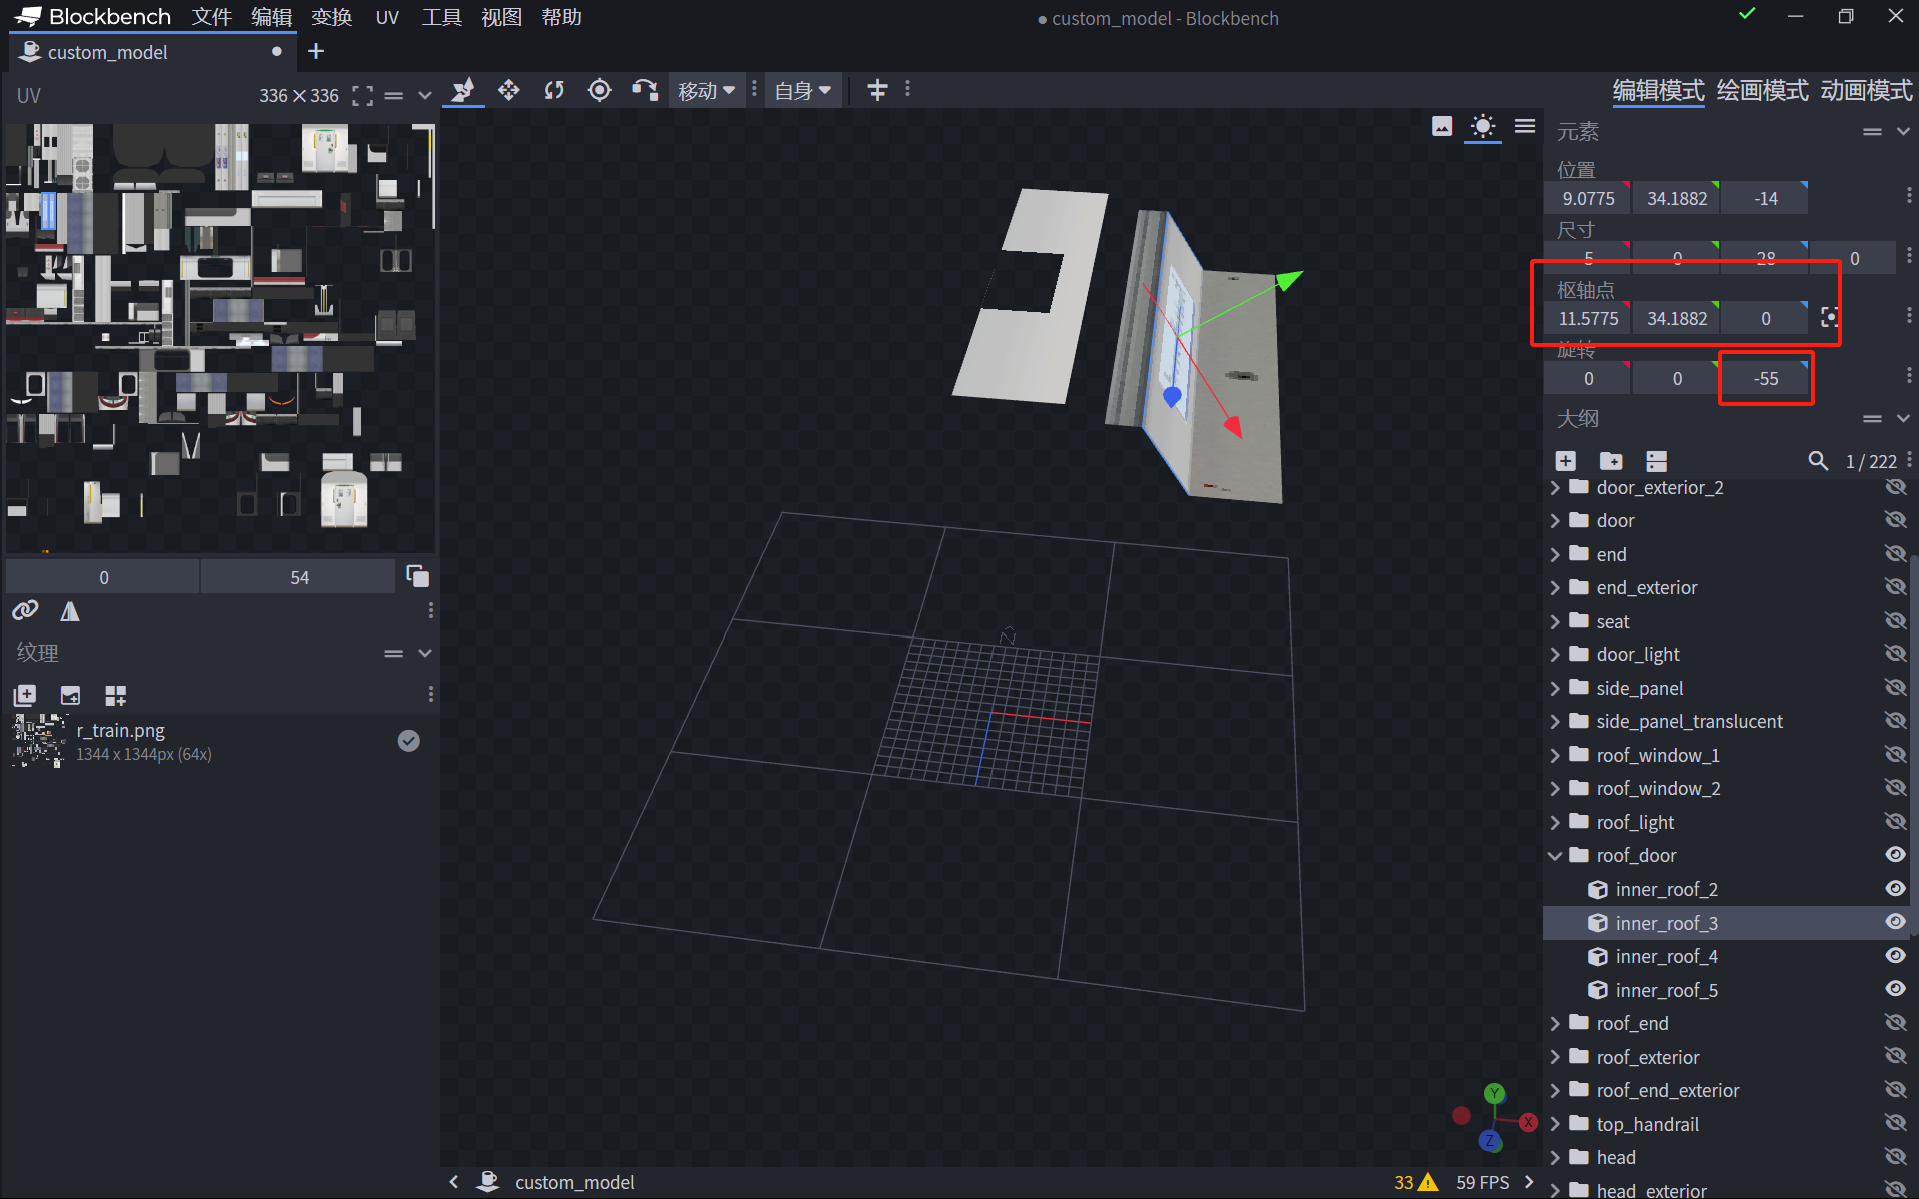 Blockbench 文件 编辑 变换 UV 工具 视图 帮助
● custom_model - Blockbench
custom_model
UV 336 × 336
移动
自身
编辑模式 绘画模式 动画模式
元素
位置
9.0775 34.1882 -14
尺寸
5 0 28 0
枢轴点
11.5775 34.1882 0
旋转
0 0 -55
大纲
1 / 222
door_exterior_2
door
end
end_exterior
seat
door_light
side_panel
side_panel_translucent
roof_window_1
roof_window_2
roof_light
roof_door
inner_roof_2
inner_roof_3
inner_roof_4
inner_roof_5
roof_end
roof_exterior
roof_end_exterior
top_handrail
head
head_exterior
0 54
纹理
r_train.png
1344 x 1344px (64x)
N
Y
X
Z
custom_model
33 59 FPS